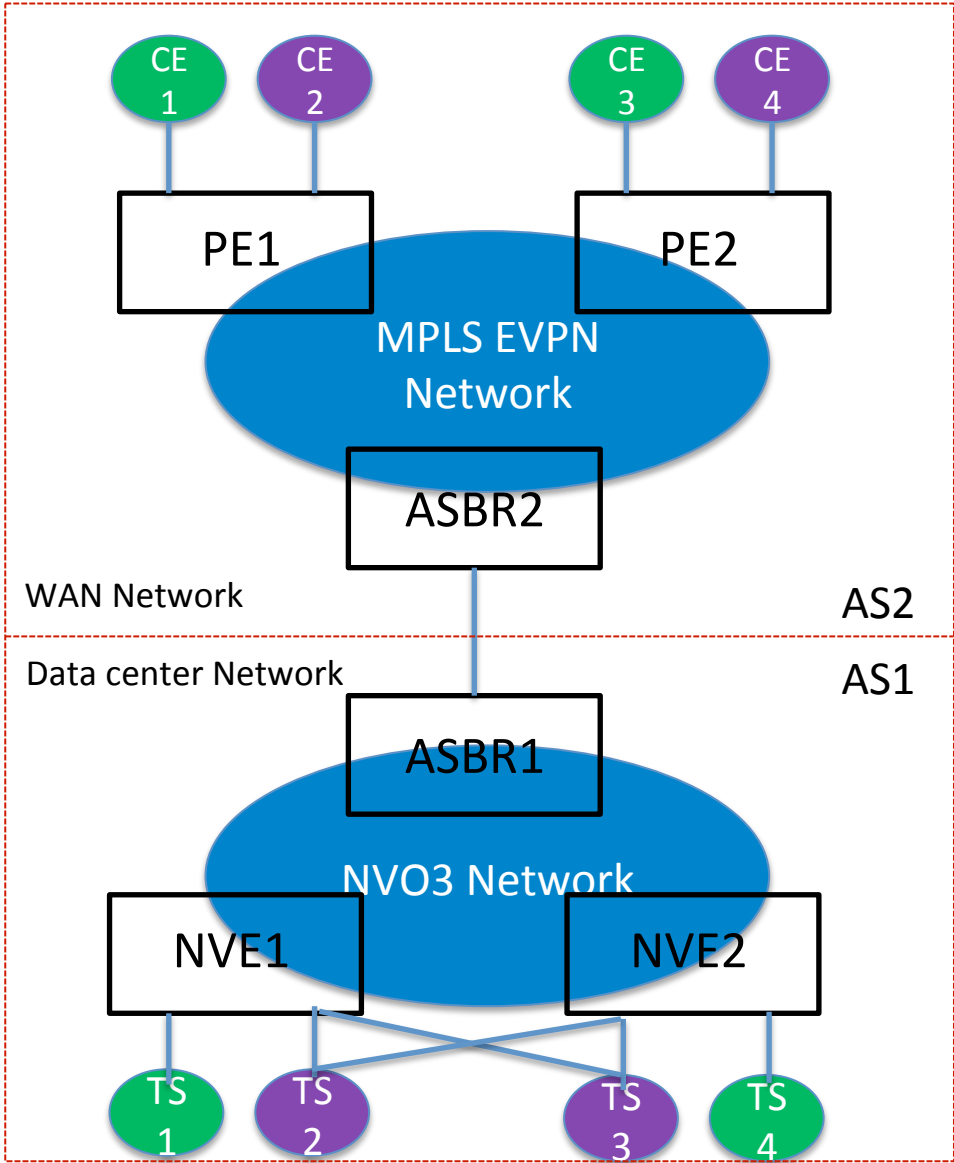 CE
1
CE
2
CE
3
CE
4
PE1
PE2
MPLS EVPN
Network
ASBR2
WAN Network
AS2
Data center Network
AS1
ASBR1
NVO3 Network
NVE1
NVE2
TS
1
TS
2
TS
3
TS
4